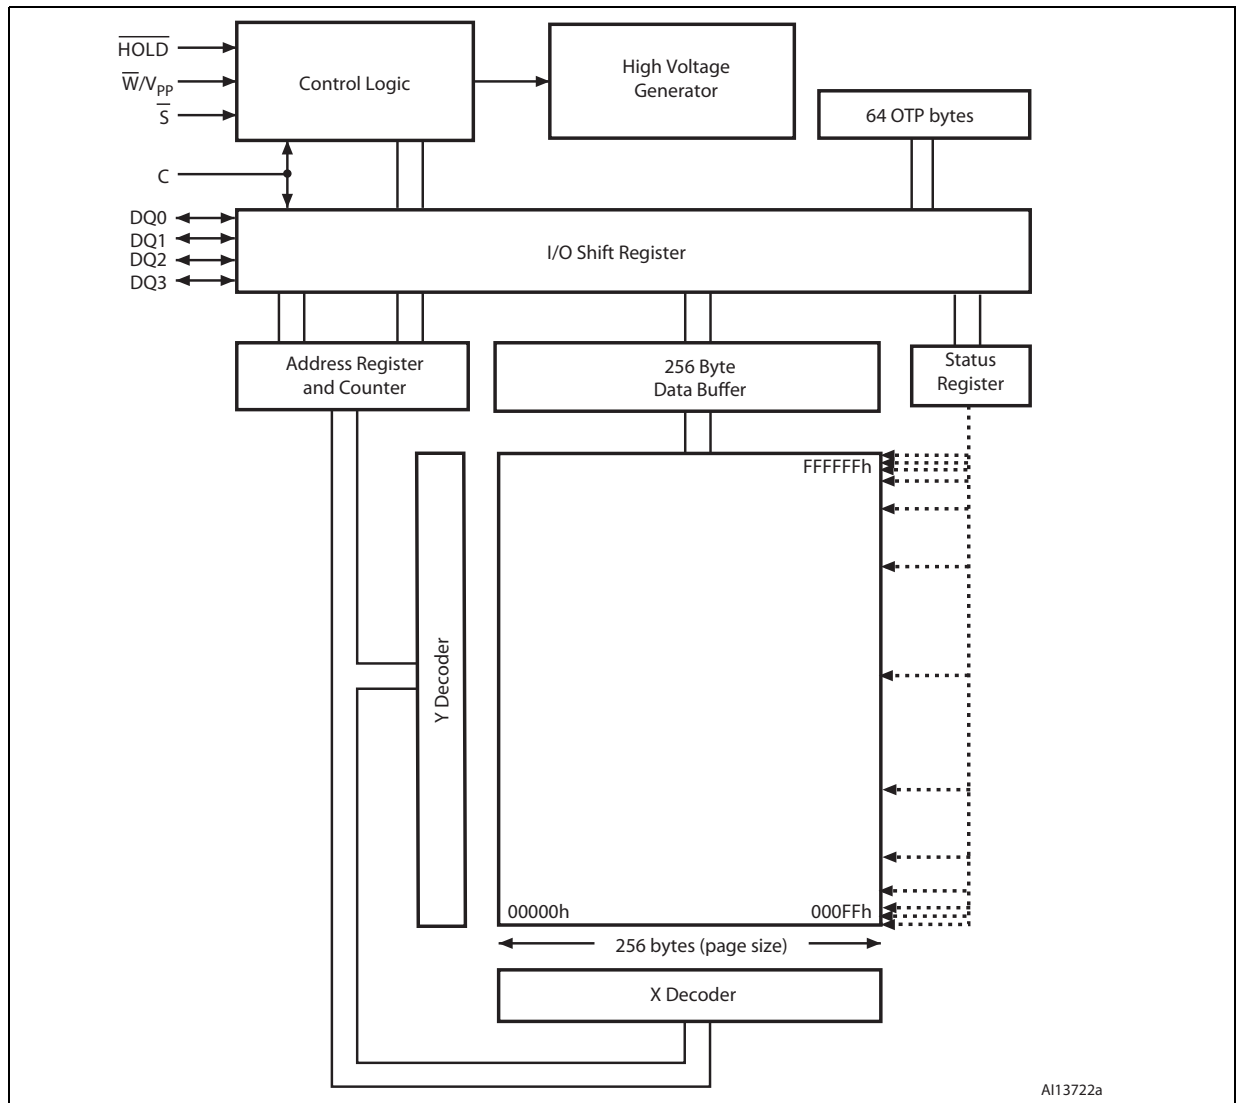 HOLD
W/VPP
S
C
Control Logic
High Voltage
Generator
64 OTP bytes
DQ0
DQ1
DQ2
DQ3
I/O Shift Register
Address Register
and Counter
256 Byte
Data Buffer
Status
Register
FFFFFFh
Y Decoder
00000h
000FFh
256 bytes (page size)
X Decoder
AI13722a